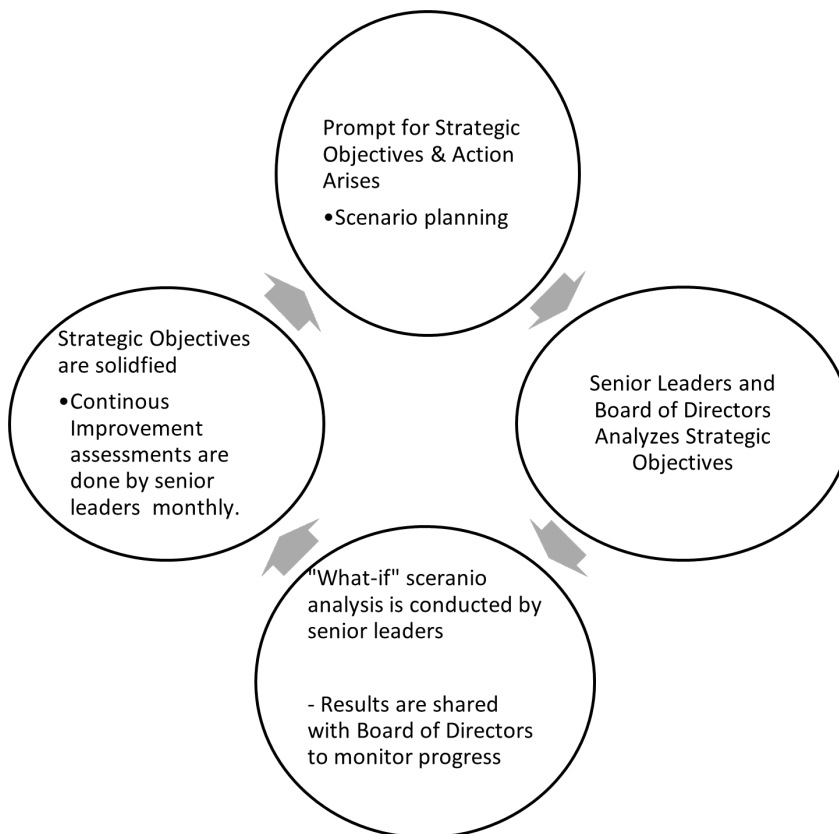 Prompt for Strategic
Objectives & Action
Arises
•Scenario planning
Senior Leaders and
Board of Directors
Analyzes Strategic
Objectives
"What-if" sceranio
analysis is conducted by
senior leaders
- Results are shared
with Board of Directors
to monitor progress
Strategic Objectives
are solidfied
•Continous
Improvement
assessments are
done by senior
leaders  monthly.